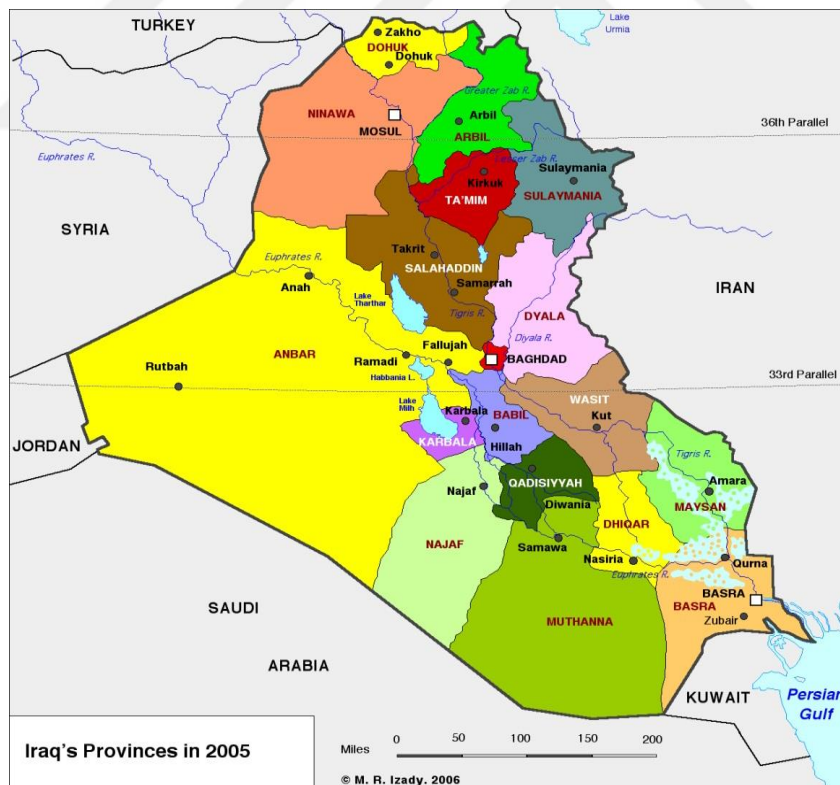 TURKEY
Lake
Urmia
Zakho
DOHUK
Dohuk
Greater Zab R.
NINAWA
MOSUL
Arbil
ARBIL
36th Parallel
Euphrates R.
Lesser Zab R.
Kirkuk
TA'MIM
Sulaymania
SULAYMANIA
SYRIA
Euphrates R.
Anah
Takrit
SALAHADDIN
Samarrah
Lake
Tharthar
Tigris R.
IRAN
DYALA
Diyala R.
ANBAR
Rutbah
Ramadi
Fallujah
BAGHDAD
Habbania L.
33rd Parallel
WASIT
Lake
Milh
Karbala
KARBALA
BABIL
Hillah
Kut
JORDAN
Tigris R.
Amara
MAYSAN
QADISIYYAH
Najaf
Diwania
DHIQAR
NAJAF
Samawa
Nasiria
Euphrates R.
Qurna
BASRA
BASRA
Zubair
SAUDI
ARABIA
MUTHANNA
KUWAIT
Persian
Gulf
Iraq's Provinces in 2005
Miles 0 50 100 150 200
© M. R. Izady. 2006